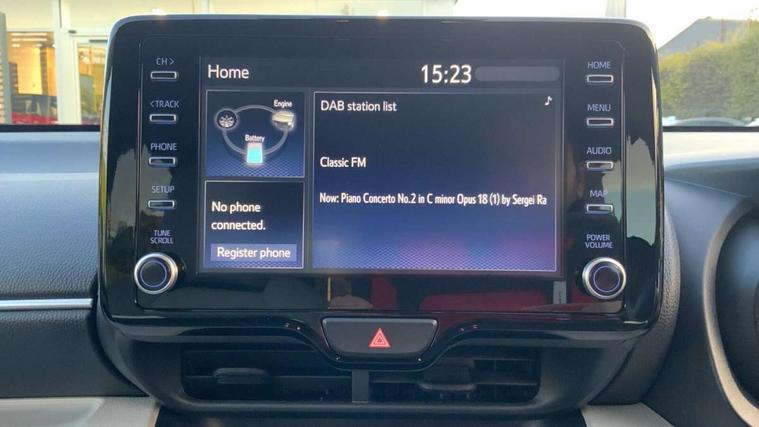 CH >
< TRACK
PHONE
SETUP
TUNE
SCROLL
Home
15:23
Engine
Battery
No phone
connected.
Register phone
DAB station list
Classic FM
Now: Piano Concerto No.2 in C minor Opus 18 (1) by Sergei Ra
HOME
MENU
AUDIO
MAP
POWER
VOLUME